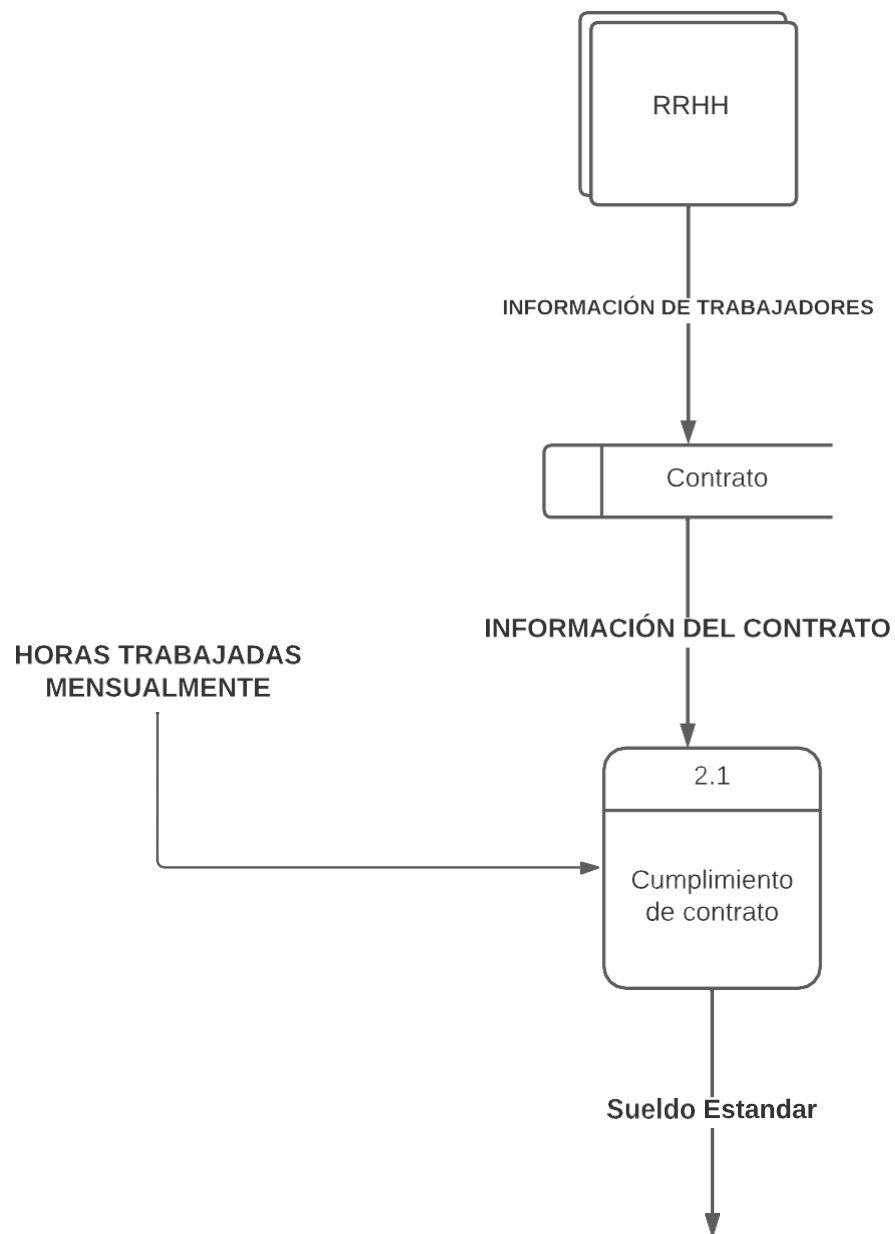 RRHH
INFORMACIÓN DE TRABAJADORES
Contrato
INFORMACIÓN DEL CONTRATO
HORAS TRABAJADAS
MENSUALMENTE
2.1
Cumplimiento
de contrato
Sueldo Estandar